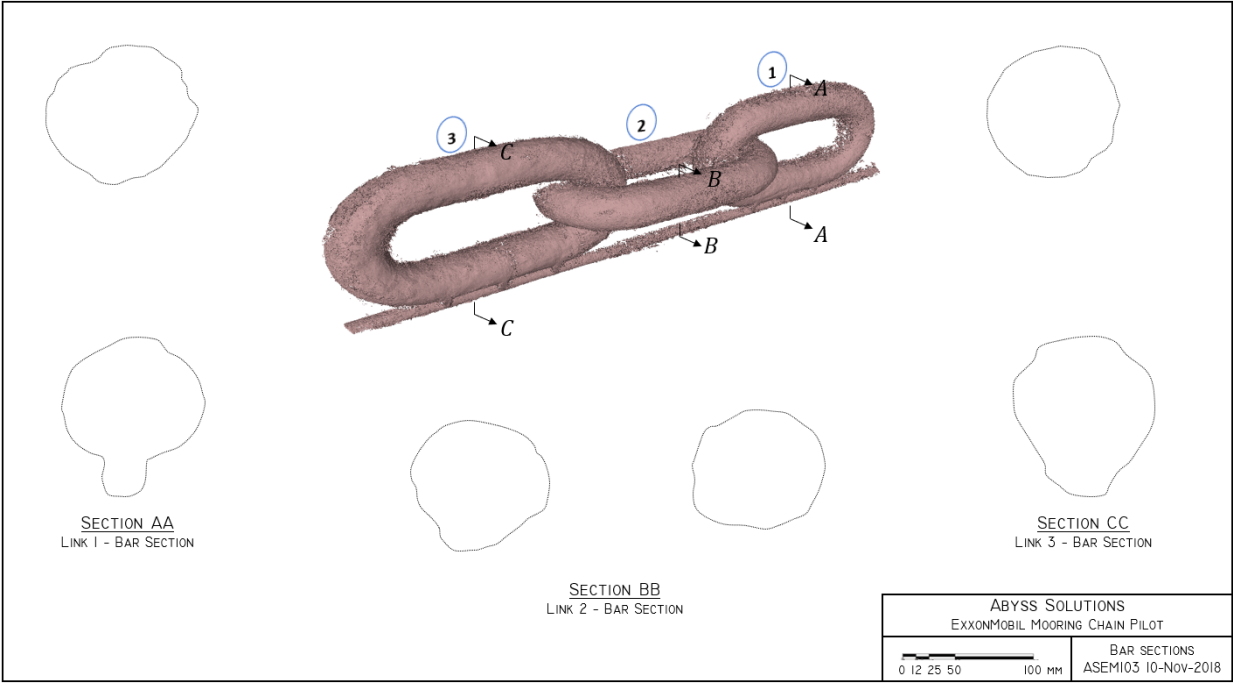 1
A
2
3
C
B
A
B
C
SECTION AA
LINK 1 - BAR SECTION
SECTION CC
LINK 3 - BAR SECTION
SECTION BB
LINK 2 - BAR SECTION
ABYSS SOLUTIONS
EXXONMOBIL MOORING CHAIN PILOT
0 12 25 50 100 MM
BAR SECTIONS
ASEMI03 10-NOV-2018